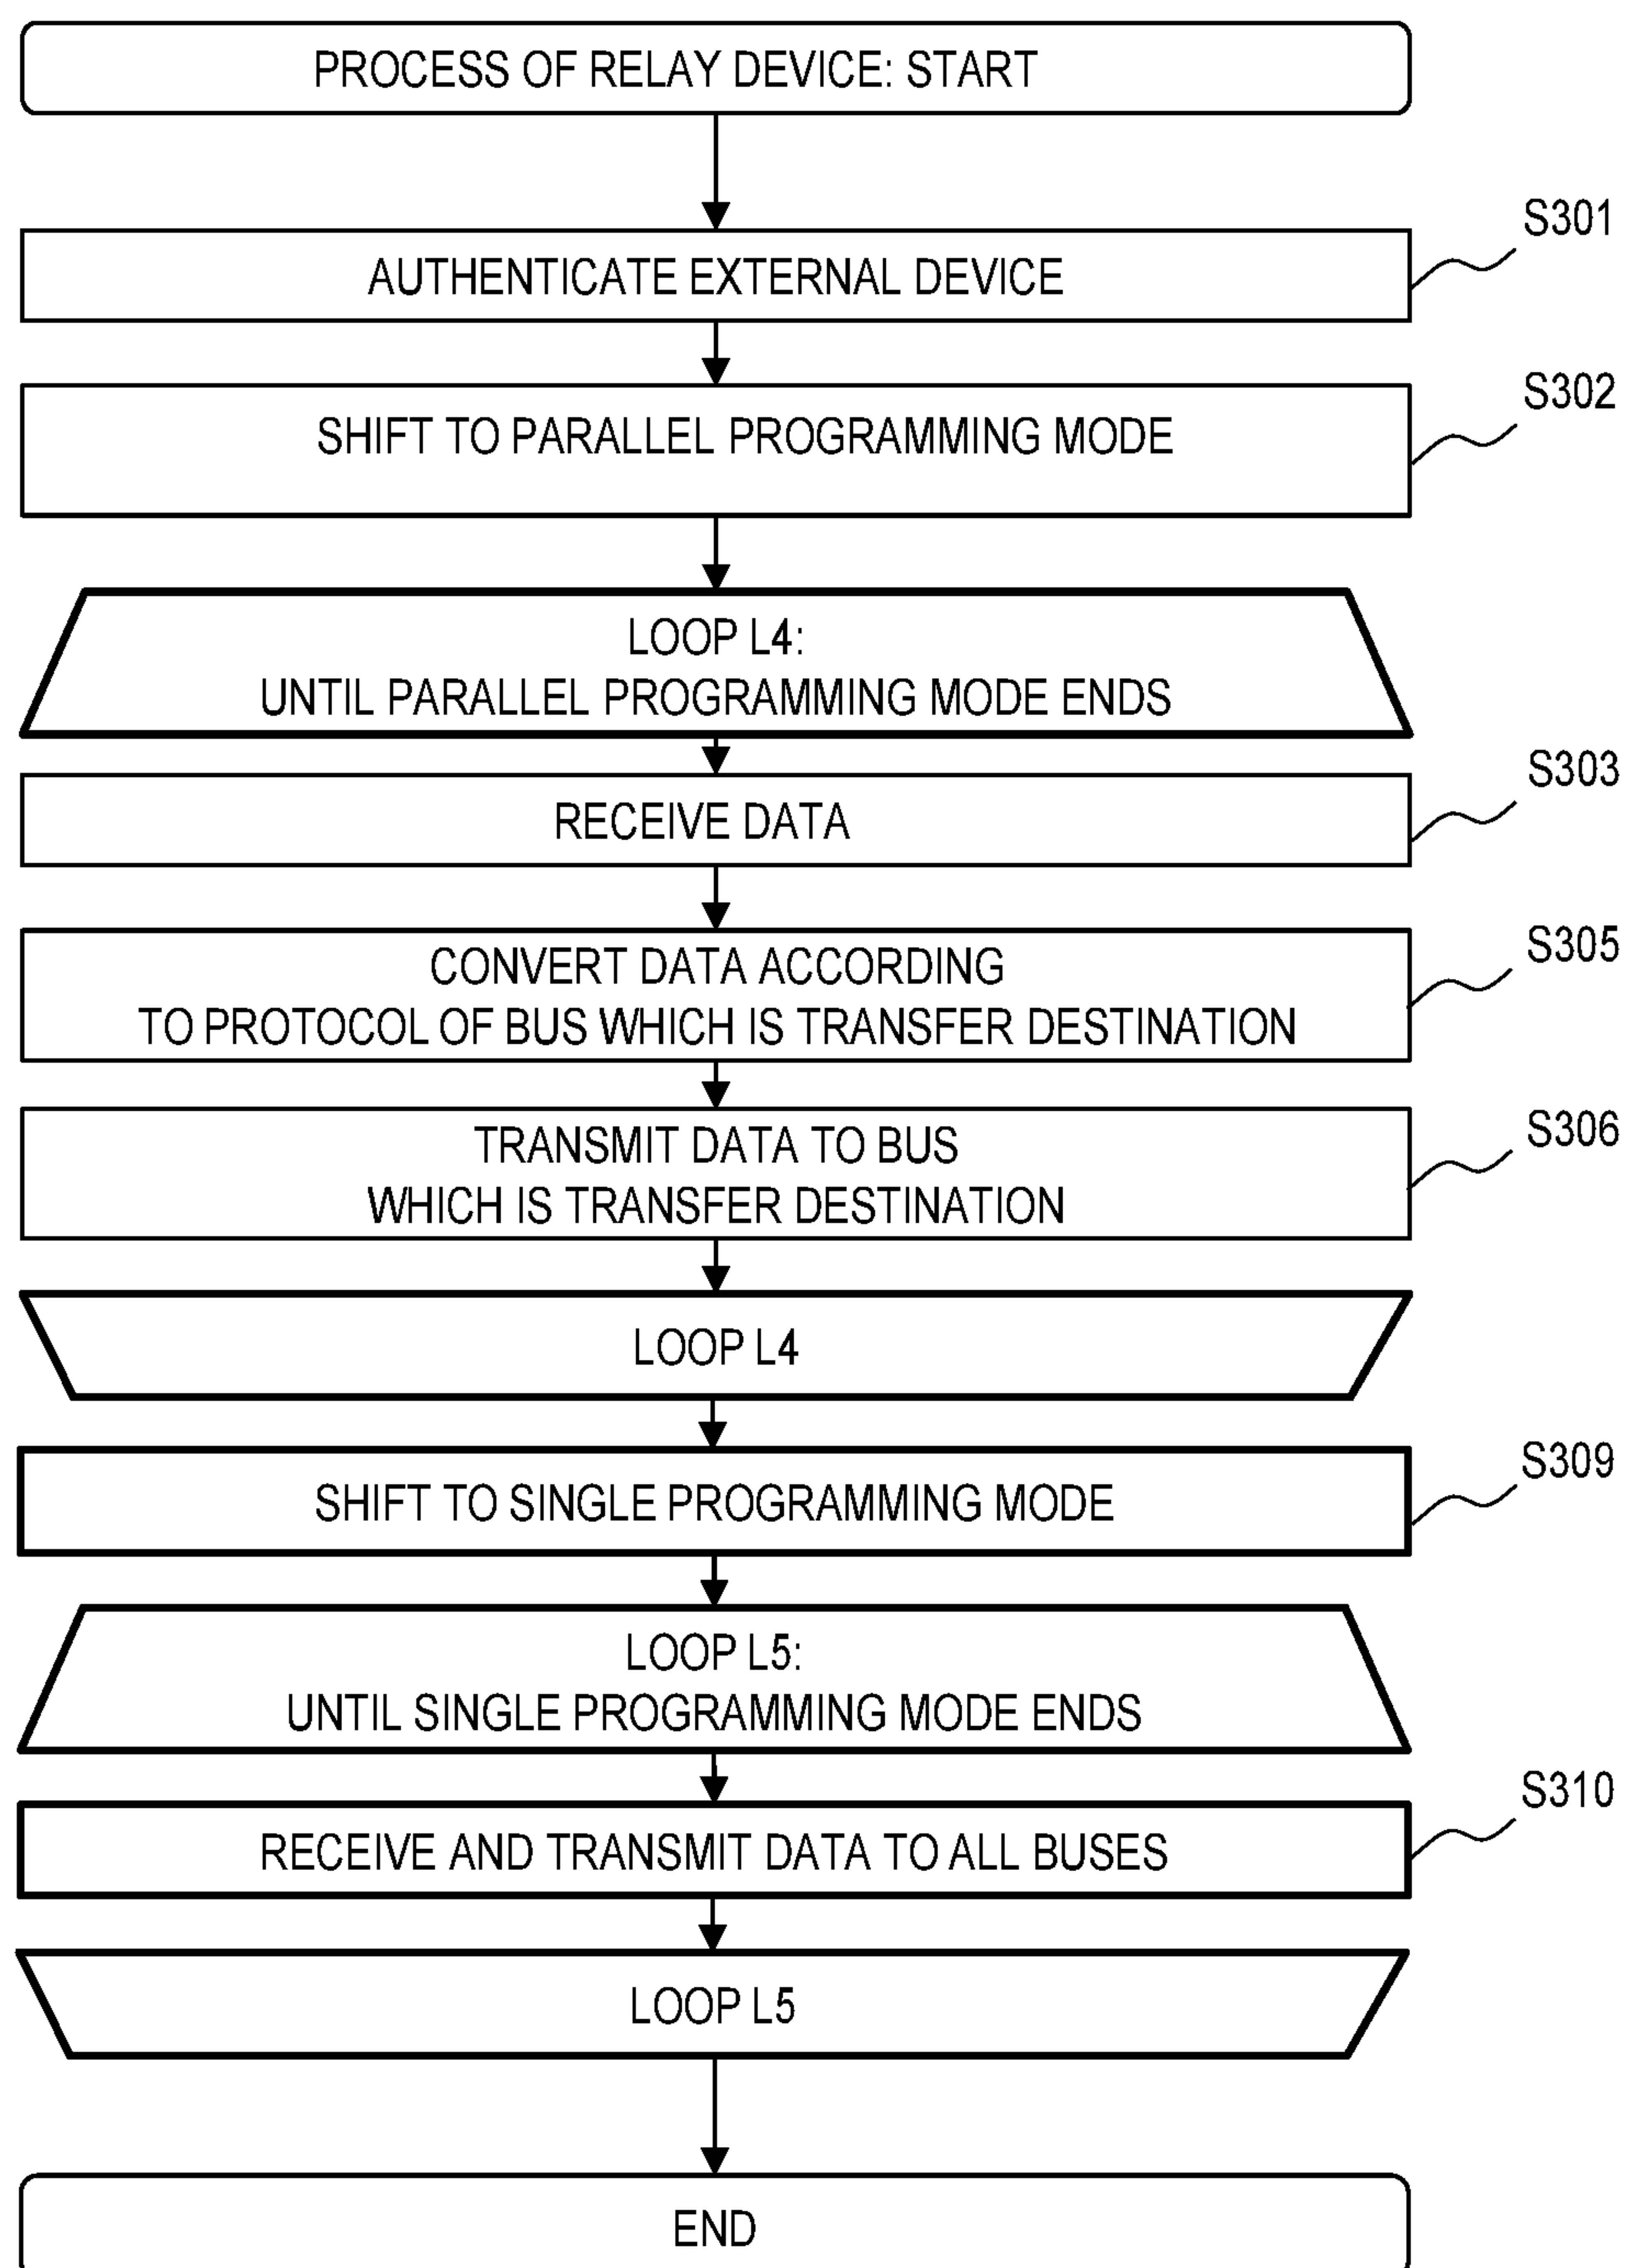 PROCESS OF RELAY DEVICE: START
S301
AUTHENTICATE EXTERNAL DEVICE
S302
SHIFT TO PARALLEL PROGRAMMING MODE
LOOP L4:
UNTIL PARALLEL PROGRAMMING MODE ENDS
S303
RECEIVE DATA
S305
CONVERT DATA ACCORDING
TO PROTOCOL OF BUS WHICH IS TRANSFER DESTINATION
S306
TRANSMIT DATA TO BUS
WHICH IS TRANSFER DESTINATION
LOOP L4
S309
SHIFT TO SINGLE PROGRAMMING MODE
LOOP L5:
UNTIL SINGLE PROGRAMMING MODE ENDS
S310
RECEIVE AND TRANSMIT DATA TO ALL BUSES
LOOP L5
END